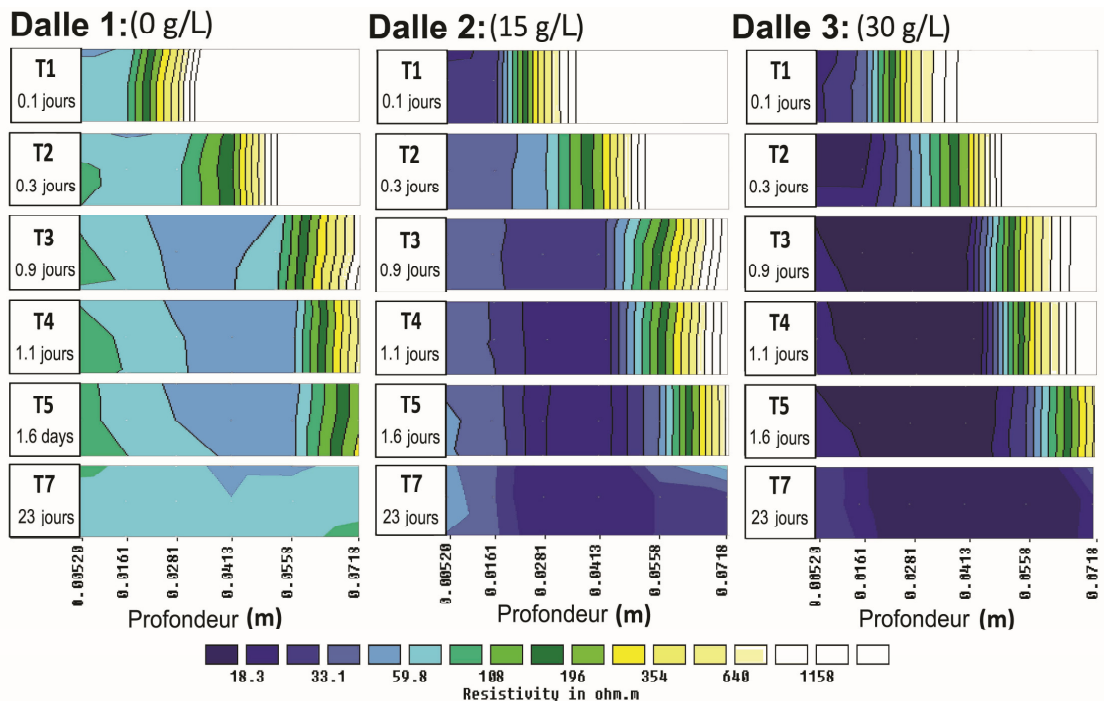 Dalle 1: (0 g/L)
Dalle 2: (15 g/L)
Dalle 3: (30 g/L)
T1
0.1 jours
T1
0.1 jours
T1
0.1 jours
T2
0.3 jours
T2
0.3 jours
T2
0.3 jours
T3
0.9 jours
T3
0.9 jours
T3
0.9 jours
T4
1.1 jours
T4
1.1 jours
T4
1.1 jours
T5
1.6 days
T5
1.6 jours
T5
1.6 jours
T7
23 jours
T7
23 jours
T7
23 jours
0.00520 0.0161 0.0281 0.0413 0.0558 0.0718
0.00520 0.0161 0.0281 0.0413 0.0558 0.0718
0.00520 0.0161 0.0281 0.0413 0.0558 0.0718
Profondeur (m)
Profondeur (m)
Profondeur (m)
18.3 33.1 59.8 108 196 354 640 1158
Resistivity in ohm.m